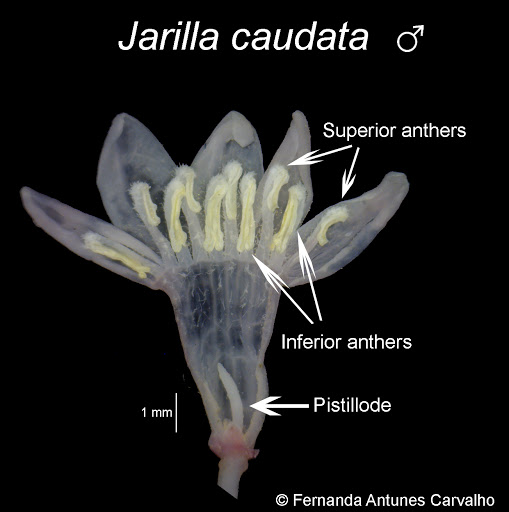 Jarilla caudata ♂
Superior anthers
Inferior anthers
Pistillode
1 mm
© Fernanda Antunes Carvalho